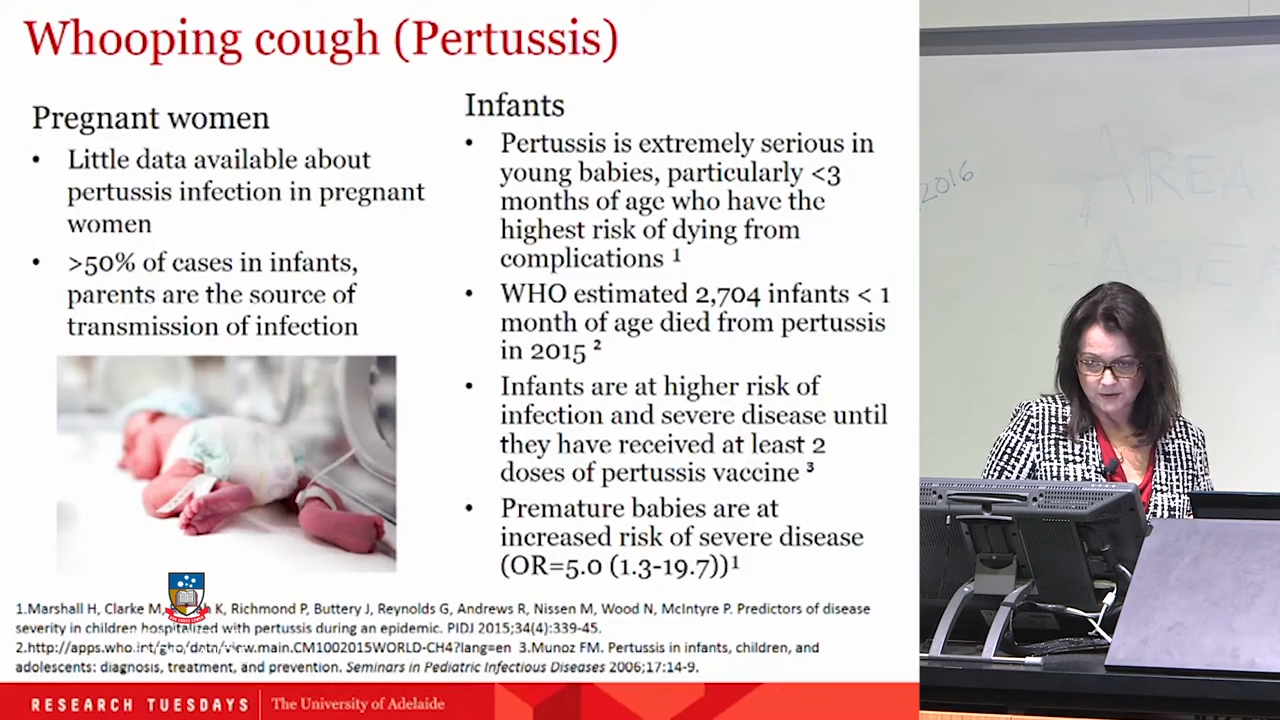 Whooping cough (Pertussis)
Pregnant women
• Little data available about
pertussis infection in pregnant
women
• >50% of cases in infants,
parents are the source of
transmission of infection
Infants
• Pertussis is extremely serious in
young babies, particularly <3
months of age who have the
highest risk of dying from
complications ¹
• WHO estimated 2,704 infants < 1
month of age died from pertussis
in 2015 ²
• Infants are at higher risk of
infection and severe disease until
they have received at least 2
doses of pertussis vaccine ³
• Premature babies are at
increased risk of severe disease
(OR=5.0 (1.3-19.7))¹
1.Marshall H, Clarke M, K, Richmond P, Buttery J, Reynolds G, Andrews R, Nissen M, Wood N, McIntyre P. Predictors of disease
severity in children hospitalized with pertussis during an epidemic. PIDJ 2015;34(4):339-45.
2.http://apps.who.int/gho/data/view.main.CM1002015WORLD-CH4?lang=en 3.Munoz FM. Pertussis in infants, children, and
adolescents: diagnosis, treatment, and prevention. Seminars in Pediatric Infectious Diseases 2006;17:14-9.
RESEARCH TUESDAYS The University of Adelaide
2016
AREA